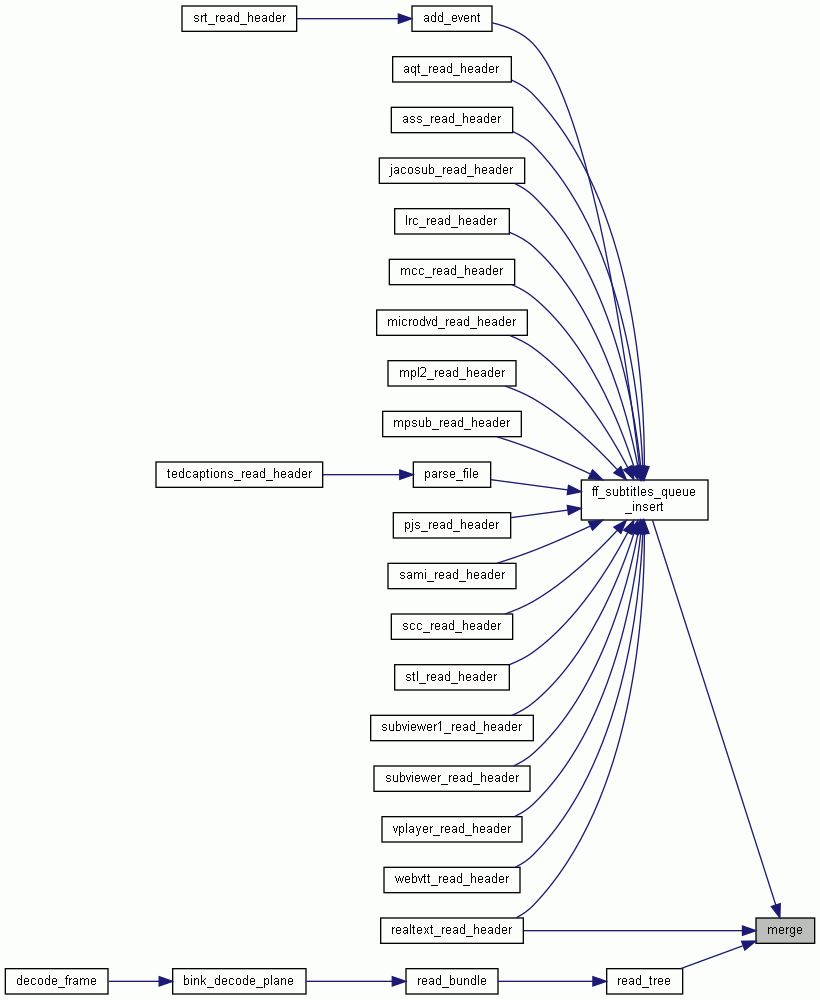 srt_read_header
add_event
aqt_read_header
ass_read_header
jacosub_read_header
lrc_read_header
mcc_read_header
microdvd_read_header
mpl2_read_header
mpsub_read_header
tedcaptions_read_header
parse_file
ff_subtitles_queue
_insert
pjs_read_header
sami_read_header
scc_read_header
stl_read_header
subviewer1_read_header
subviewer_read_header
vplayer_read_header
webvtt_read_header
realtext_read_header
merge
decode_frame
bink_decode_plane
read_bundle
read_tree